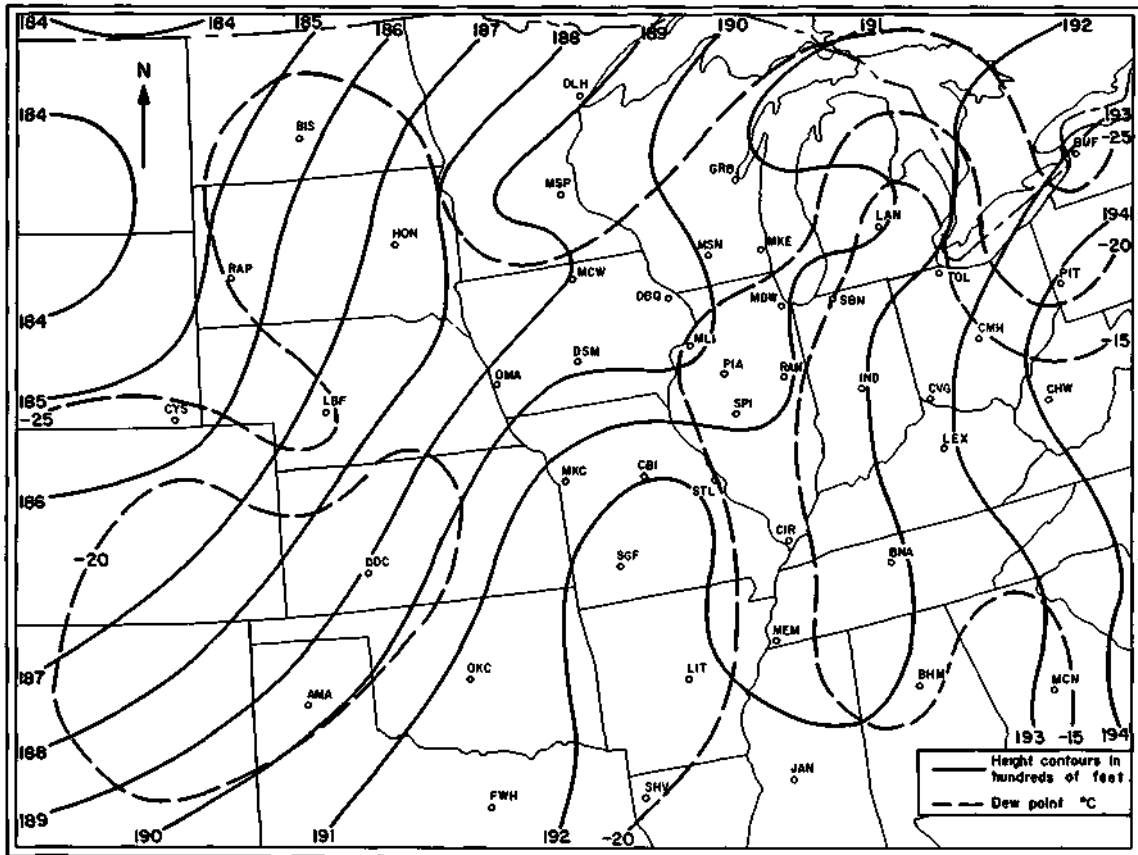 184 184 185 186 187 188 189 190 191 192
N
DLH
184
BIS
193
-25
BUF
GRB
MSP
LAN
194
HON
MSN
MKE
-20
RAP
MCW
TOL
PIT
DBQ
MDW
SBN
184
CMH
-15
MLI
DSM
PIA
RAN
OMA
IND
CVG
CHW
185
-25
CYS
LBF
SPI
LEX
MKC
CBI
STL
186
CIR
-20
DDC
SGF
BNA
MEM
187
OKC
LIT
BHM
MCN
AMA
193 -15 194
188
Height contours in
hundreds of feet.
JAN
SHV
Dew point °C
FWH
189
190 191 192 -20